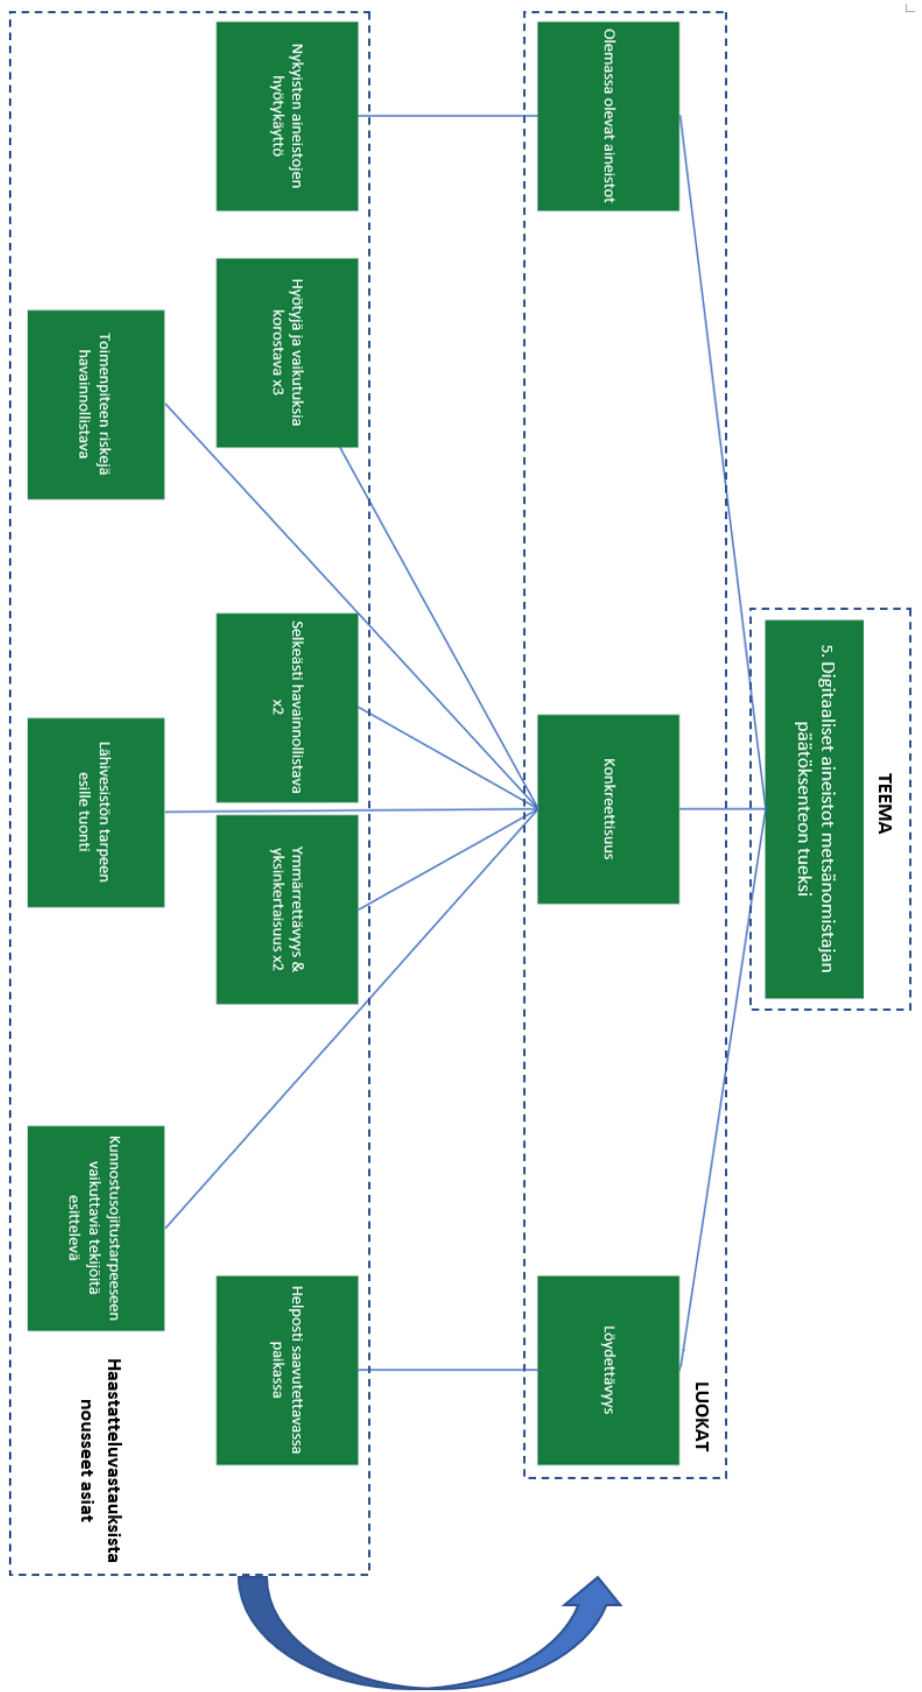 TEEMA
5. Digitaaliset aineistot metsänomistajan
päätöksenteon tueksi
LUOKAT
Olemassa olevat aineistot
Konkreettisuus
Löydettävyys
Nykyisten aineistojen
hyötykäyttö
Hyötyjä ja vaikutuksia
korostava x3
Selkeästi havainnollistava
x2
Ymmärrettävyys &
yksinkertaisuus x2
Helposti saavutettavassa
paikassa
Toimenpiteen riskejä
havainnollistava
Lähivesistön tarpeen
esille tuonti
Kunnostusojitustarpeeseen
vaikuttavia tekijöitä
esittelevä
Haastatteluvastauksista
nousseet asiat